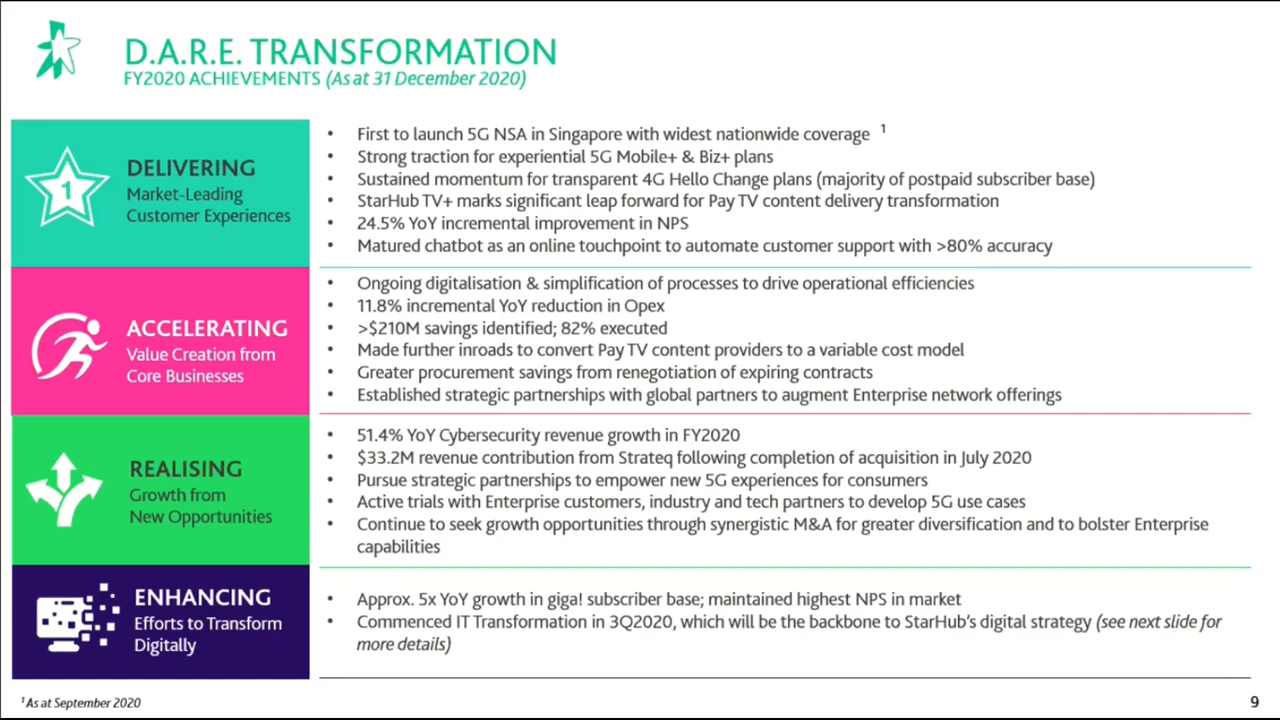 D.A.R.E. TRANSFORMATION
FY2020 ACHIEVEMENTS (As at 31 December 2020)
1
DELIVERING
Market-Leading
Customer Experiences
• First to launch 5G NSA in Singapore with widest nationwide coverage 1
• Strong traction for experiential 5G Mobile+ & Biz+ plans
• Sustained momentum for transparent 4G Hello Change plans (majority of postpaid subscriber base)
• StarHub TV+ marks significant leap forward for Pay TV content delivery transformation
• 24.5% YoY incremental improvement in NPS
• Matured chatbot as an online touchpoint to automate customer support with >80% accuracy
ACCELERATING
Value Creation from
Core Businesses
• Ongoing digitalisation & simplification of processes to drive operational efficiencies
• 11.8% incremental YoY reduction in Opex
• >$210M savings identified; 82% executed
• Made further inroads to convert Pay TV content providers to a variable cost model
• Greater procurement savings from renegotiation of expiring contracts
• Established strategic partnerships with global partners to augment Enterprise network offerings
REALISING
Growth from
New Opportunities
• 51.4% YoY Cybersecurity revenue growth in FY2020
• $33.2M revenue contribution from Strateq following completion of acquisition in July 2020
• Pursue strategic partnerships to empower new 5G experiences for consumers
• Active trials with Enterprise customers, industry and tech partners to develop 5G use cases
• Continue to seek growth opportunities through synergistic M&A for greater diversification and to bolster Enterprise
capabilities
ENHANCING
Efforts to Transform
Digitally
• Approx. 5x YoY growth in giga! subscriber base; maintained highest NPS in market
• Commenced IT Transformation in 3Q2020, which will be the backbone to StarHub's digital strategy (see next slide for
more details)
1 As at September 2020
9